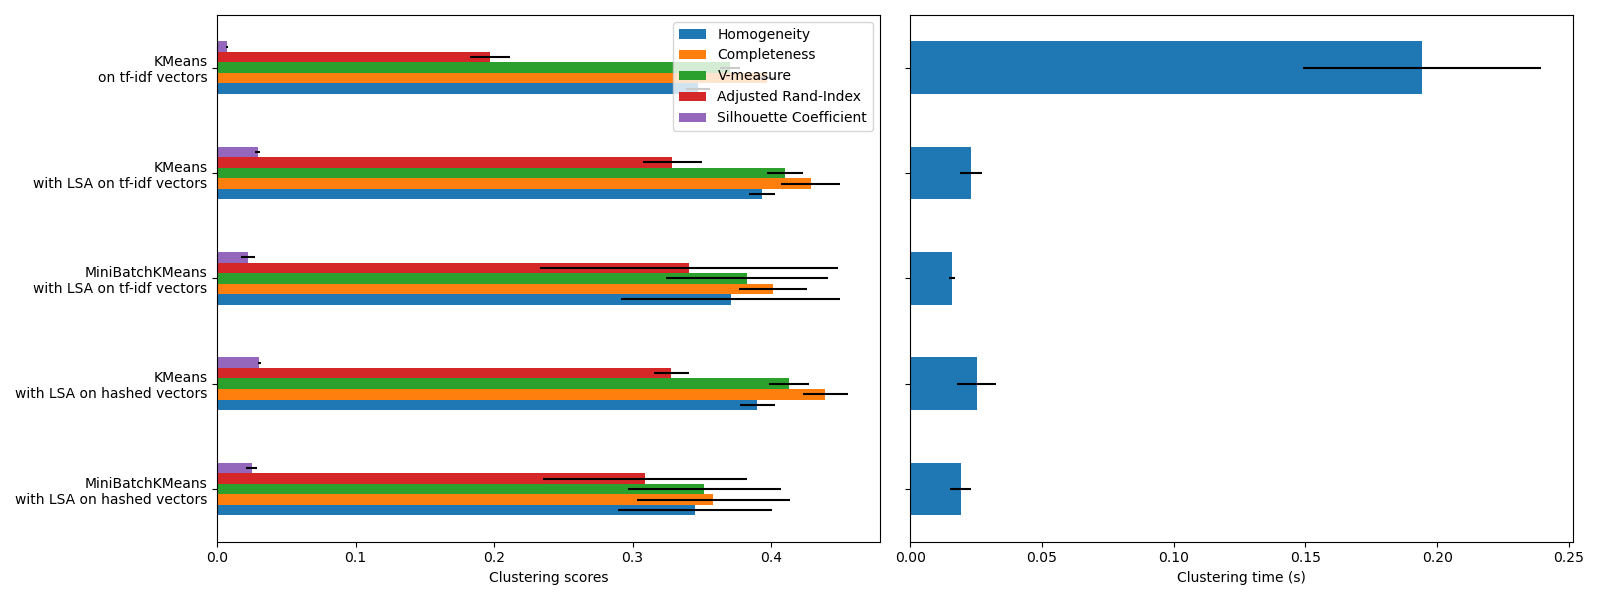 KMeans
on tf-idf vectors
KMeans
with LSA on tf-idf vectors
MiniBatchKMeans
with LSA on tf-idf vectors
KMeans
with LSA on hashed vectors
MiniBatchKMeans
with LSA on hashed vectors
Homogeneity
Completeness
V-measure
Adjusted Rand-Index
Silhouette Coefficient
0.0 0.1 0.2 0.3 0.4
Clustering scores
0.00 0.05 0.10 0.15 0.20 0.25
Clustering time (s)